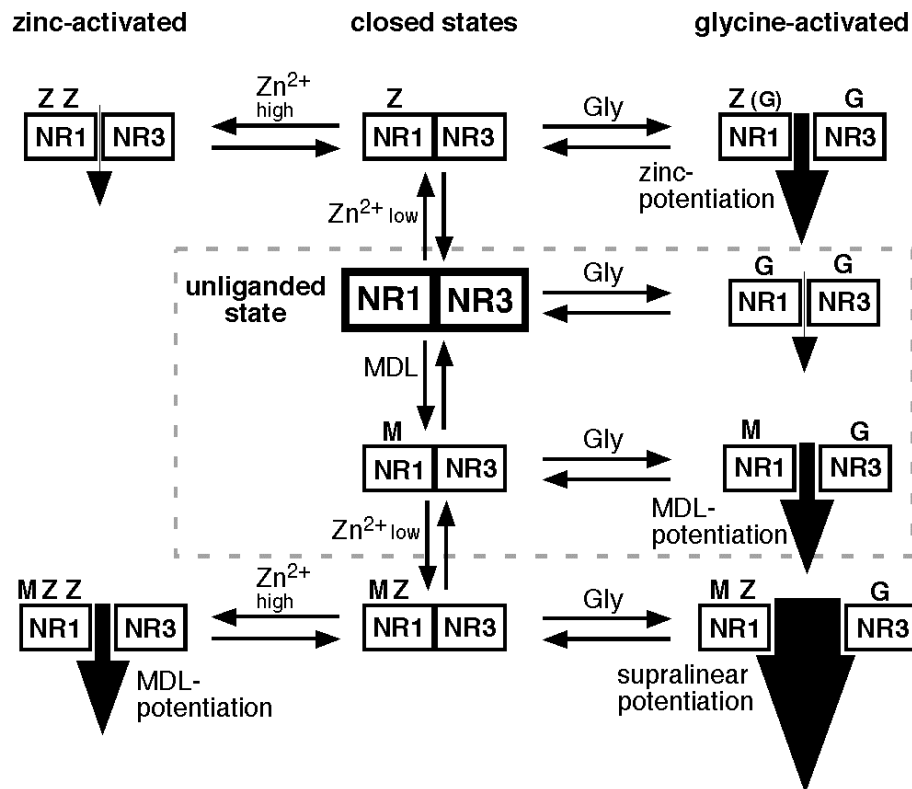 zinc-activated closed states glycine-activated
Z Z Zn2+ high Z Gly Z (G) G
NR1 NR3 NR1 NR3 NR1 NR3
Zn2+ low zinc-
potentiation
unliganded
state
NR1 NR3 Gly G G
NR1 NR3
MDL
M Gly M G
NR1 NR3 NR1 NR3
Zn2+ low MDL-
potentiation
M Z Z Zn2+ high M Z Gly M Z G
NR1 NR3 NR1 NR3 NR1 NR3
MDL-
potentiation
supralinear
potentiation